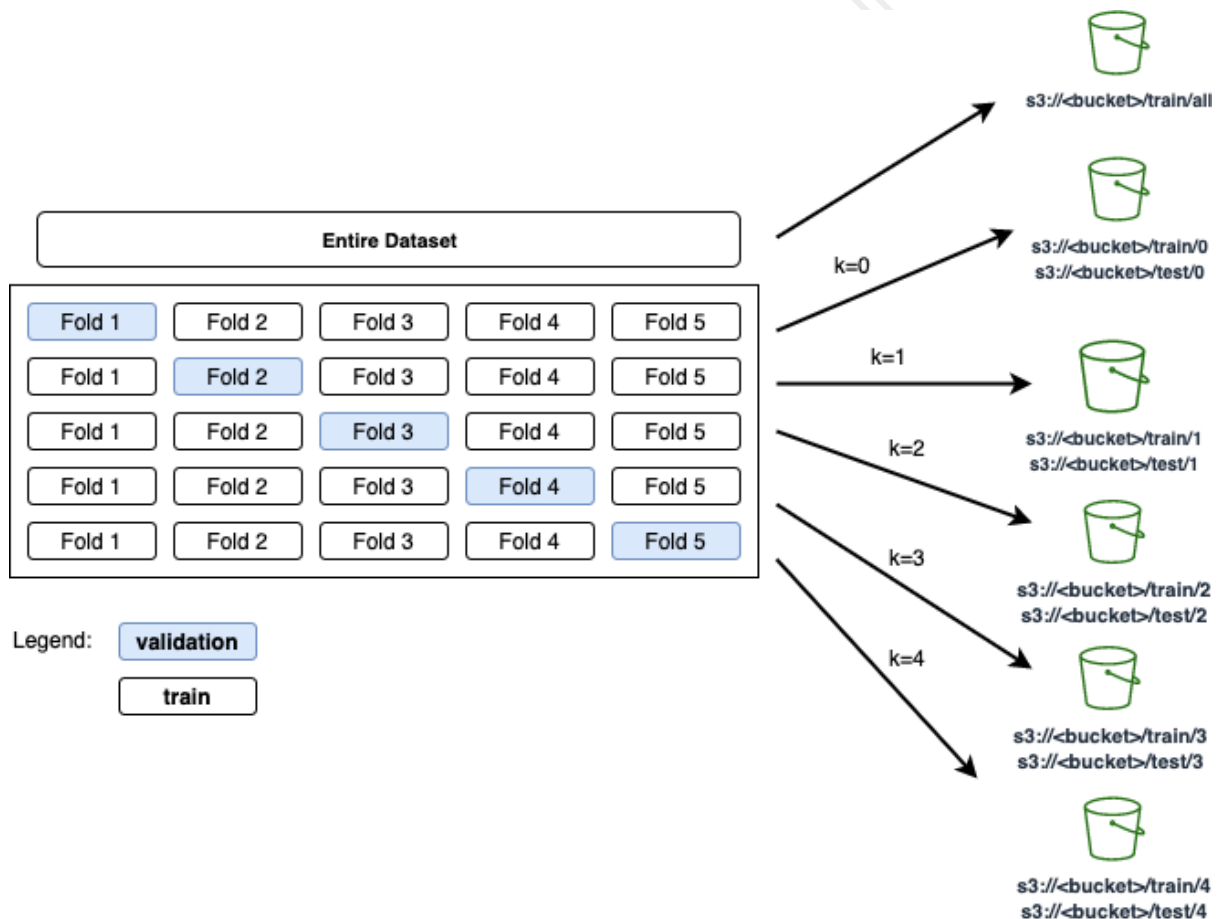 s3://<bucket>/train/all
s3://<bucket>/train/0
s3://<bucket>/test/0
Entire Dataset
k=0
Fold 1 Fold 2 Fold 3 Fold 4 Fold 5
k=1
Fold 1 Fold 2 Fold 3 Fold 4 Fold 5
Fold 1 Fold 2 Fold 3 Fold 4 Fold 5
s3://<bucket>/train/1
s3://<bucket>/test/1
k=2
Fold 1 Fold 2 Fold 3 Fold 4 Fold 5
Fold 1 Fold 2 Fold 3 Fold 4 Fold 5
k=3
s3://<bucket>/train/2
s3://<bucket>/test/2
Legend: validation
train
k=4
s3://<bucket>/train/3
s3://<bucket>/test/3
s3://<bucket>/train/4
s3://<bucket>/test/4